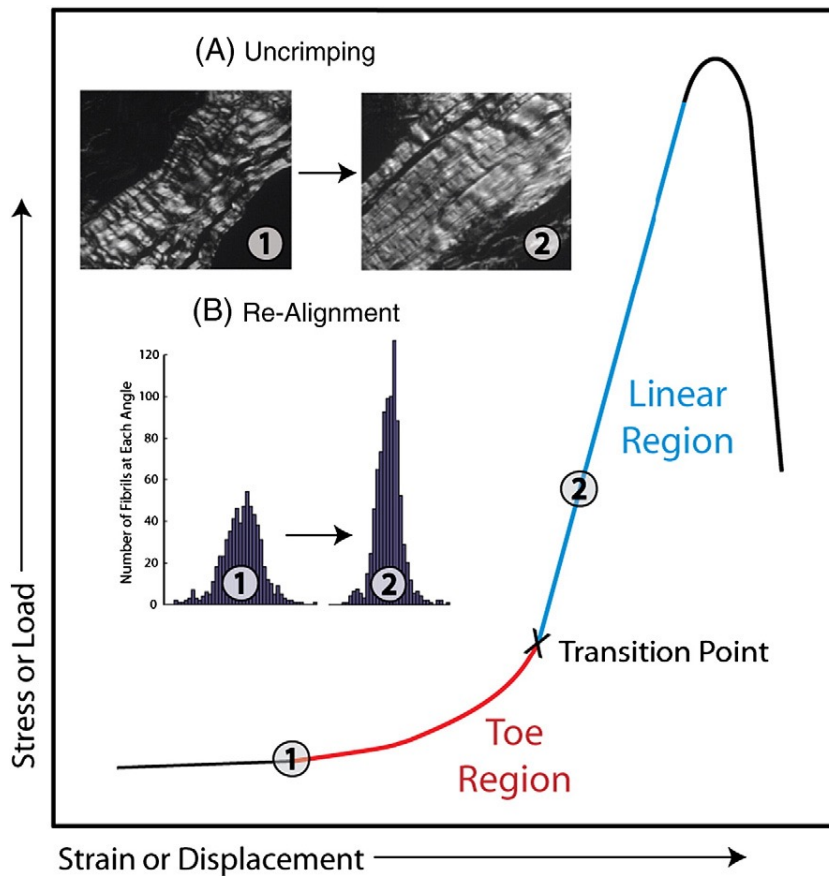 (A) Uncrimping
1
2
(B) Re-Alignment
120
100
80
60
40
20
0
Number of Fibrils at Each Angle
1
2
Linear
Region
2
Transition Point
1
Toe
Region
Stress or Load
Strain or Displacement